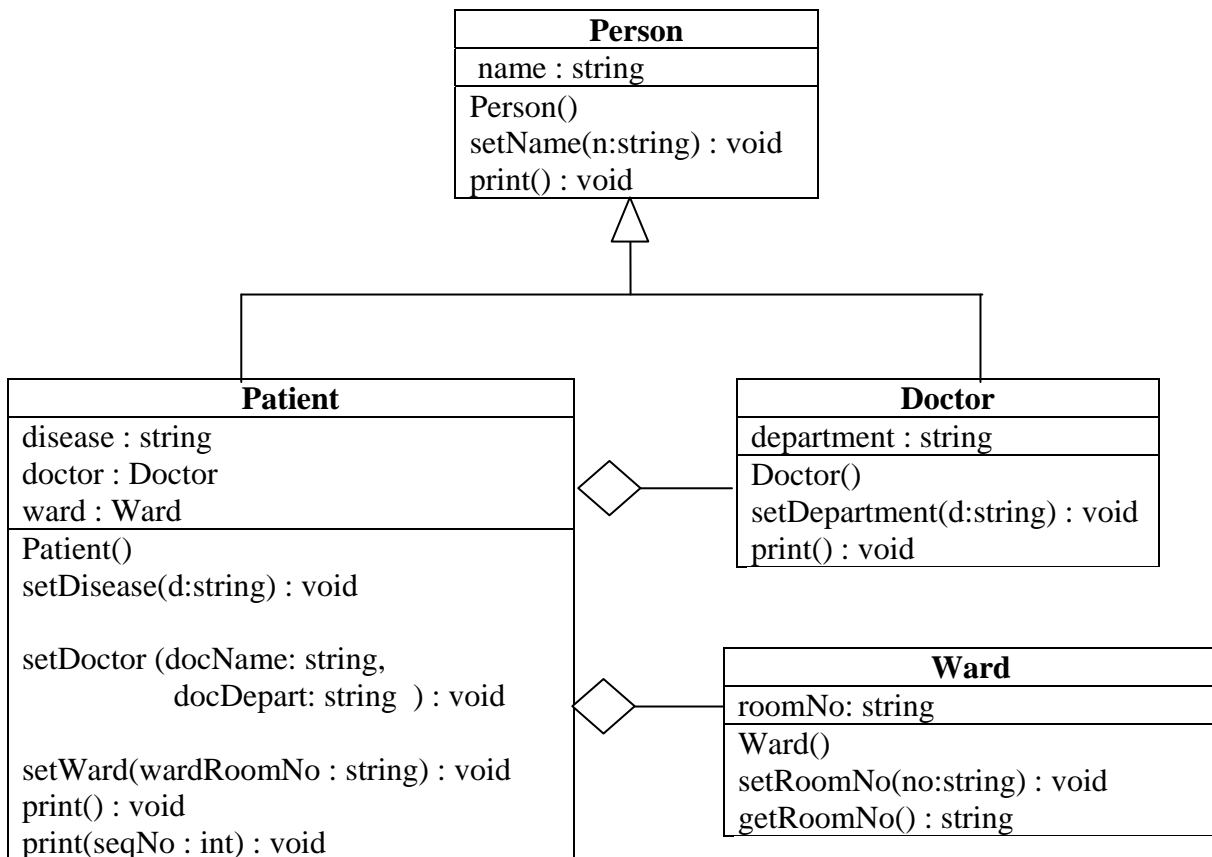 Person
name : string
Person()
setName(n:string) : void
print() : void
Patient
disease : string
doctor : Doctor
ward : Ward
Patient()
setDisease(d:string) : void
setDoctor (docName: string,
docDepart: string  ) : void
setWard(wardRoomNo : string) : void
print() : void
print(seqNo : int) : void
Doctor
department : string
Doctor()
setDepartment(d:string) : void
print() : void
Ward
roomNo: string
Ward()
setRoomNo(no:string) : void
getRoomNo() : string